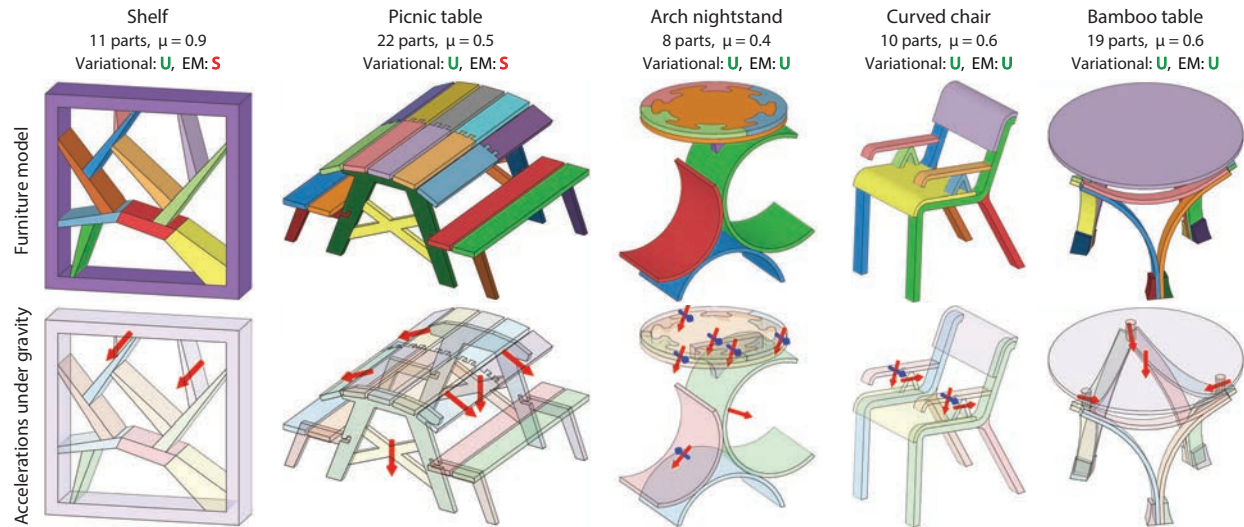 Shelf
11 parts, μ = 0.9
Variational: U, EM: S
Picnic table
22 parts, μ = 0.5
Variational: U, EM: S
Arch nightstand
8 parts, μ = 0.4
Variational: U, EM: U
Curved chair
10 parts, μ = 0.6
Variational: U, EM: U
Bamboo table
19 parts, μ = 0.6
Variational: U, EM: U
Furniture model
Accelerations under gravity